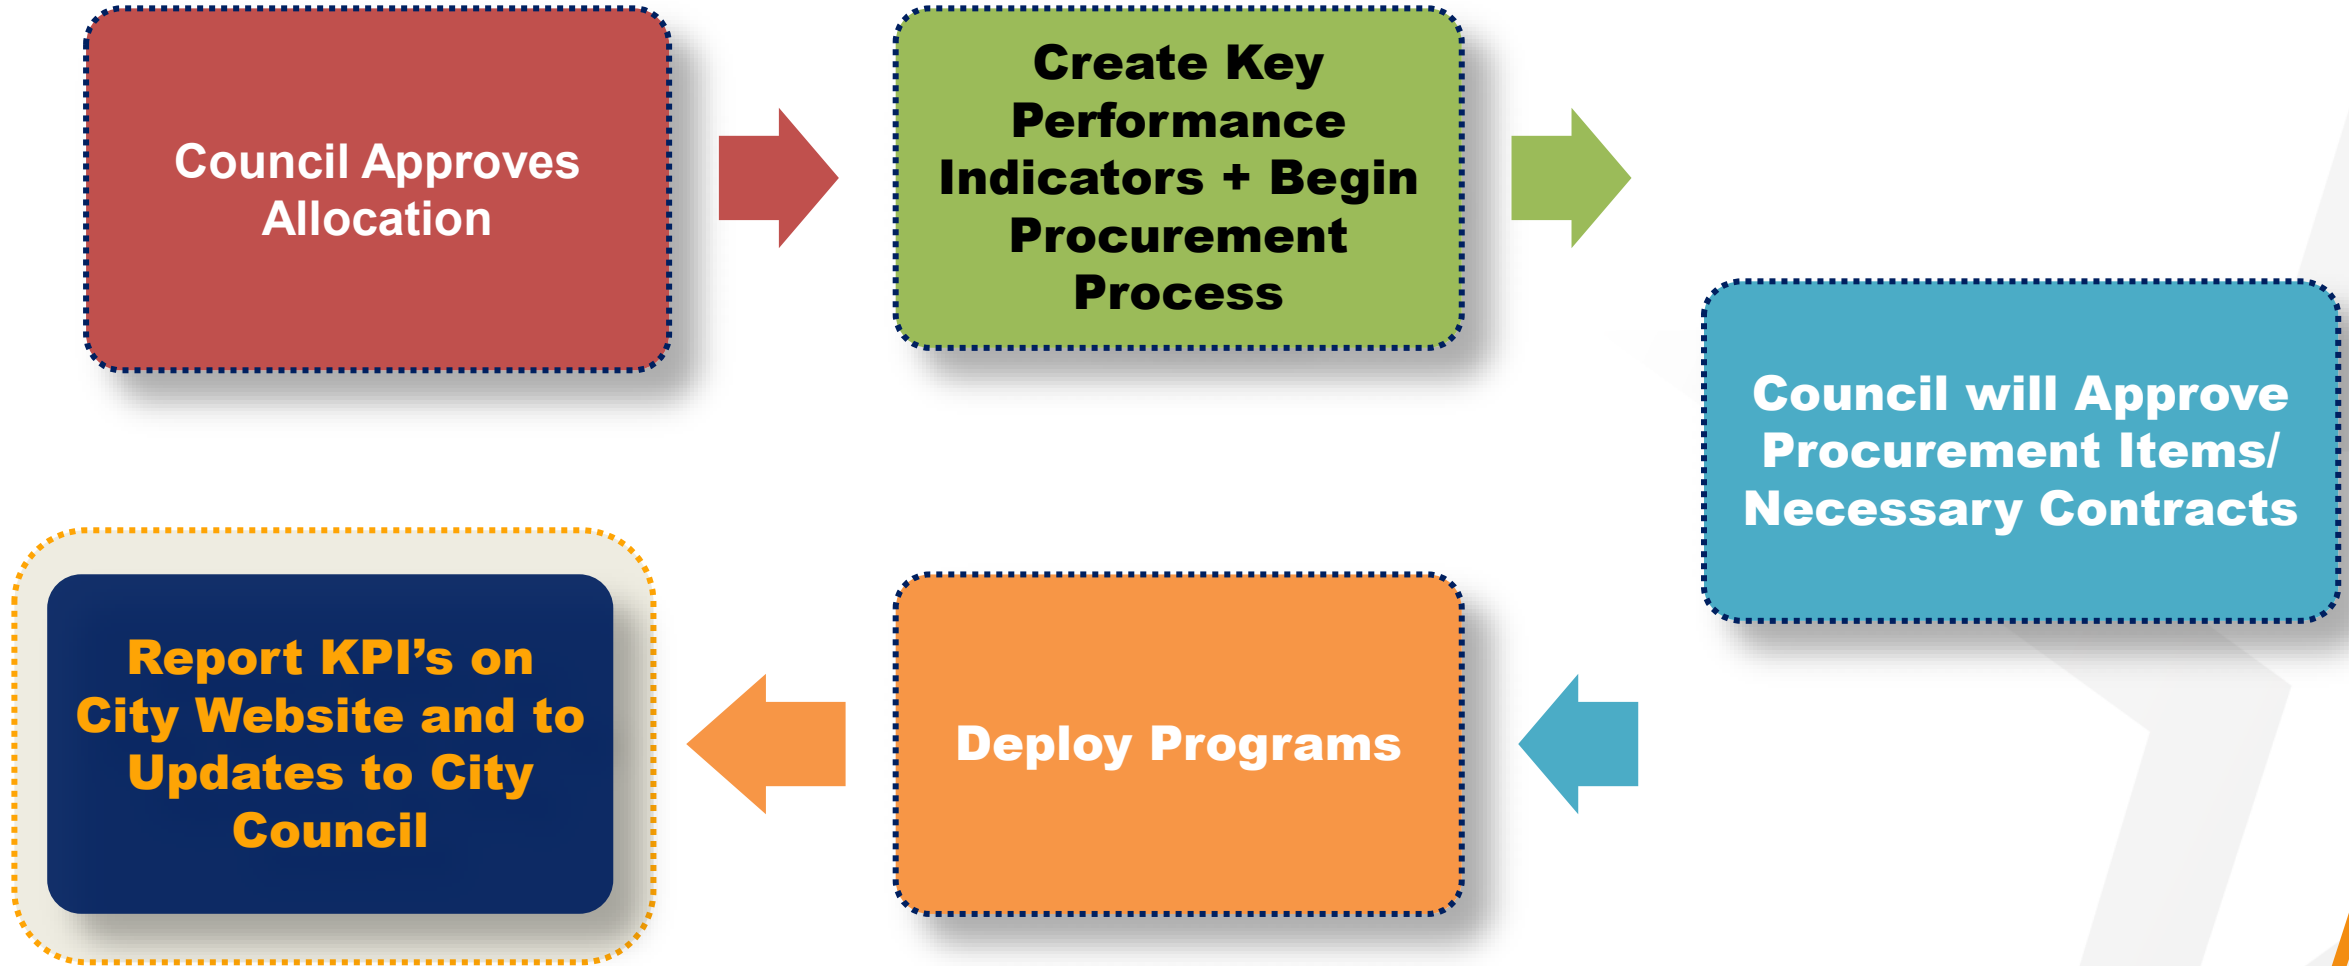 Council Approves
Allocation
Create Key
Performance
Indicators + Begin
Procurement
Process
Council will Approve
Procurement Items/
Necessary Contracts
Deploy Programs
Report KPI’s on
City Website and to
Updates to City
Council